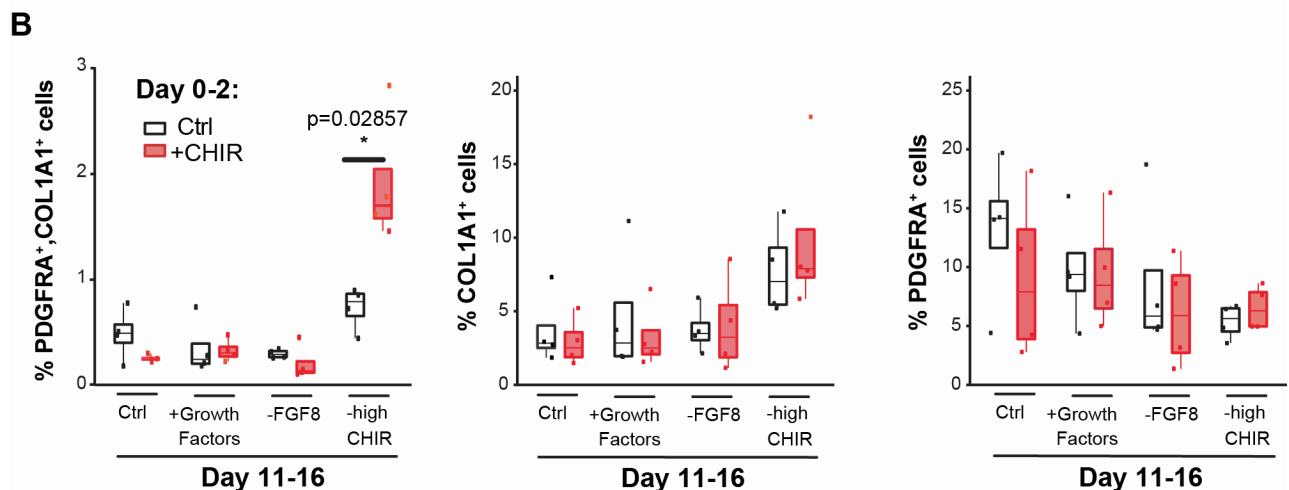 B
% PDGFRA⁺,COL1A1⁺ cells
3
2
1
0
Day 0-2:
Ctrl
+CHIR
p=0.02857
*
Ctrl
+Growth
Factors
-FGF8
-high
CHIR
Day 11-16
% COL1A1⁺ cells
20
15
10
5
0
Ctrl
+Growth
Factors
-FGF8
-high
CHIR
Day 11-16
% PDGFRA⁺ cells
25
20
15
10
5
0
Ctrl
+Growth
Factors
-FGF8
-high
CHIR
Day 11-16